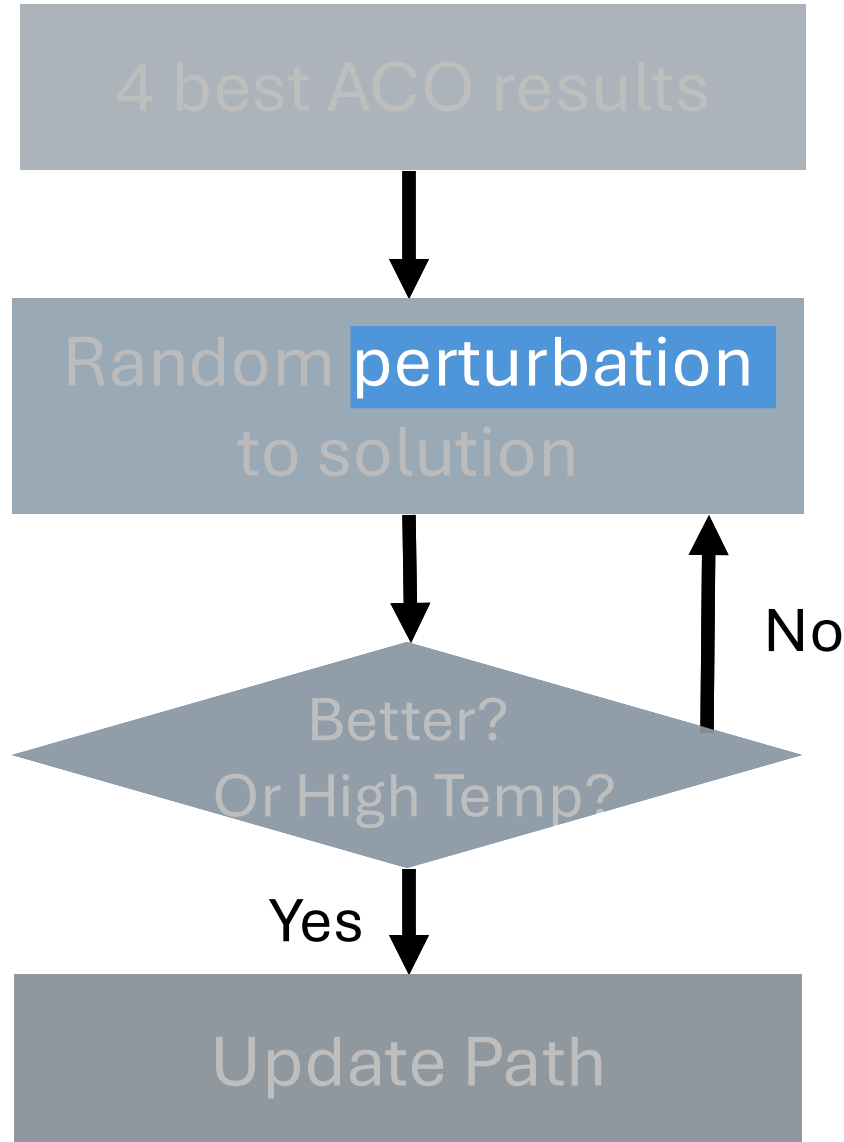 4 best ACO results
Random perturbation
to solution
No
Better?
Or High Temp?
Yes
Update Path